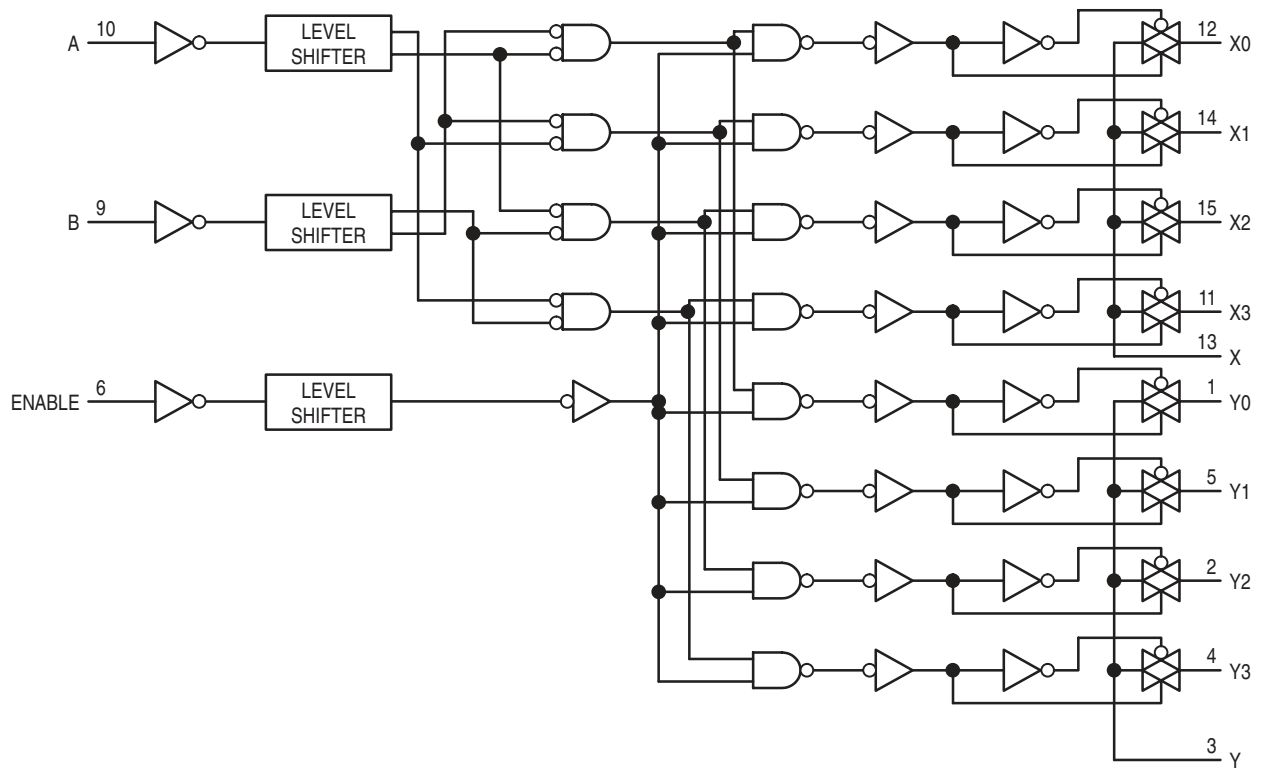 A 10
LEVEL
SHIFTER
12 X0
14 X1
B 9
LEVEL
SHIFTER
15 X2
11 X3
13 X
ENABLE 6
LEVEL
SHIFTER
1 Y0
5 Y1
2 Y2
4 Y3
3 Y